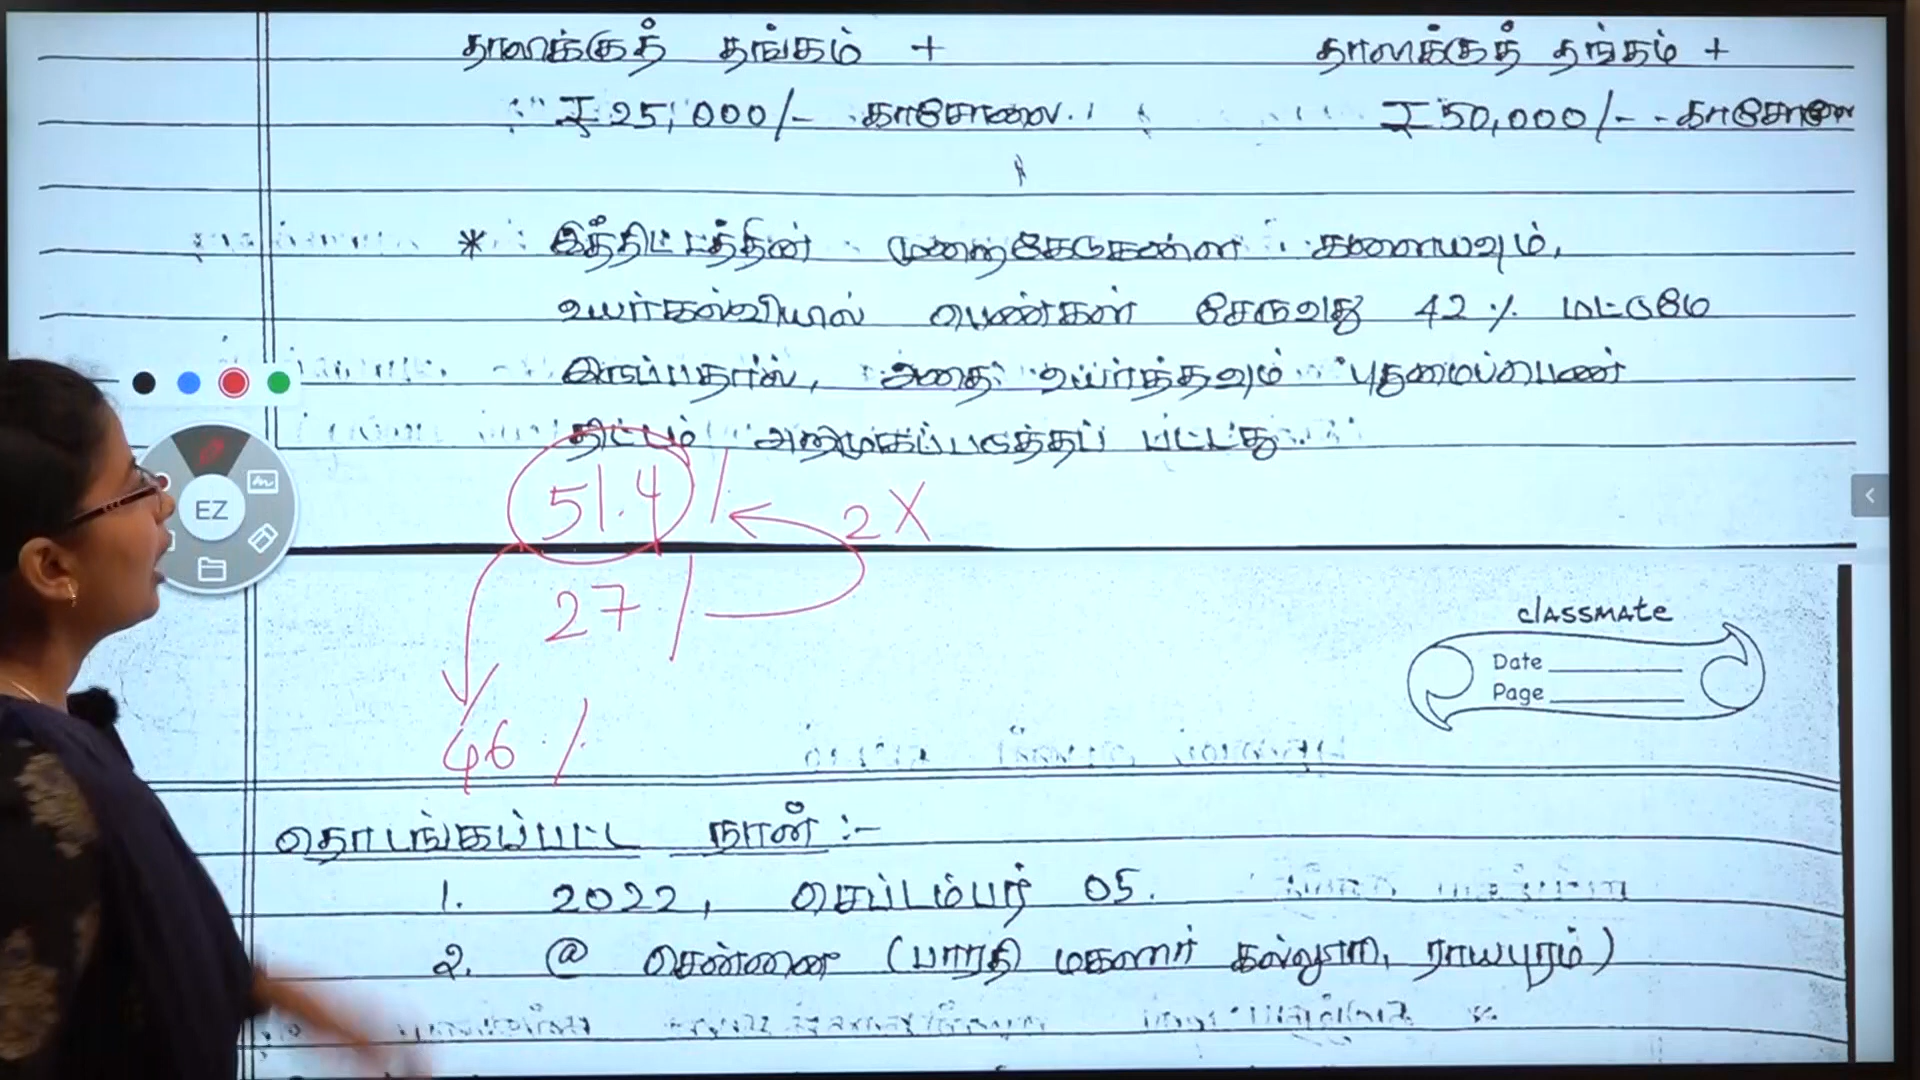 தாலிக்குத் தங்கம் + தாலிக்குத் தங்கம் +
₹ 25,000/- காசோலை. ₹ 50,000/- காசோலை
* இத்திட்டத்தின் முறைகேடுகளை களையவும்,
உயர்கல்வியில் பெண்கள் சேருவது 42 % மட்டுமே
இருப்பதால், அதை உயர்த்தவும் புதுமைப்பெண்
திட்டம் அறிமுகப்படுத்தப் பட்டது.
51.4 / 2X
27 /
46 %
EZ
classmate
Date
Page
தொடங்கப்பட்ட நாள் :-
1. 2022, செப்டம்பர் 05.
2. @ சென்னை (பாரதி மகளிர் கல்லூரி, ராயபுரம்)